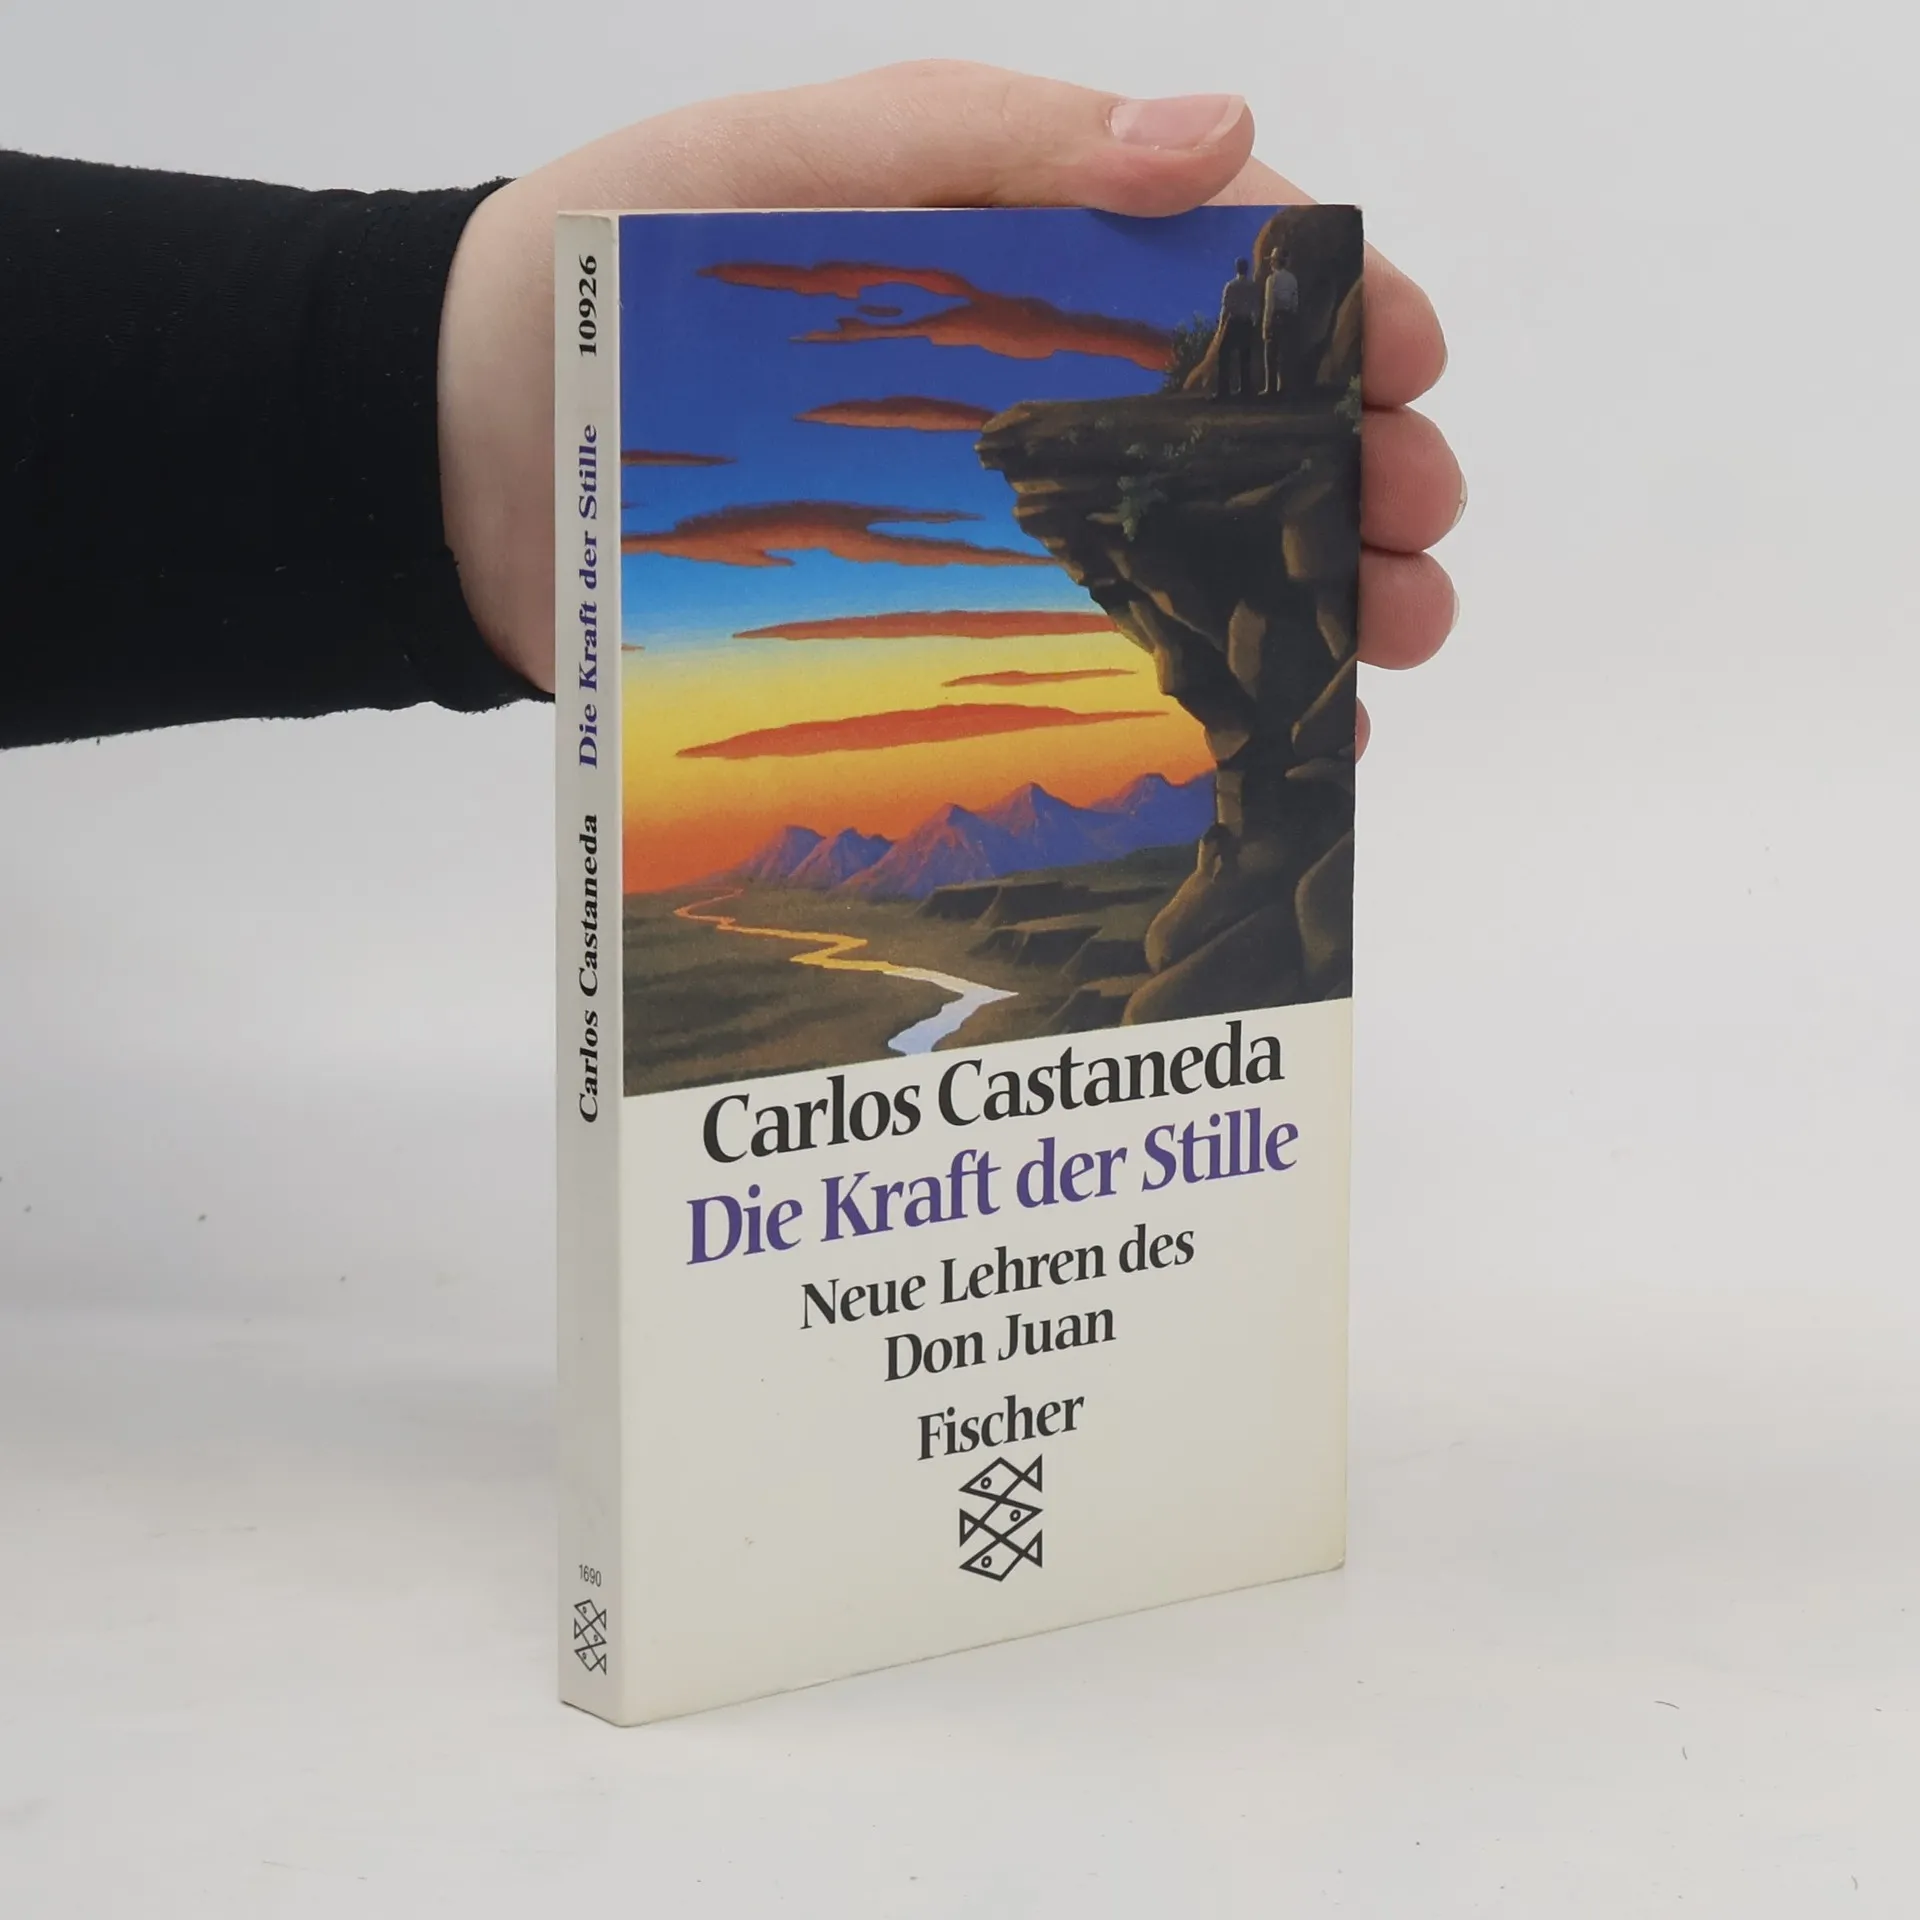 Carlos Castaneda
Die Kraft der Stille
Neue Lehren des
Don Juan
Fischer
Carlos Castaneda Die Kraft der Stille 10926
1690